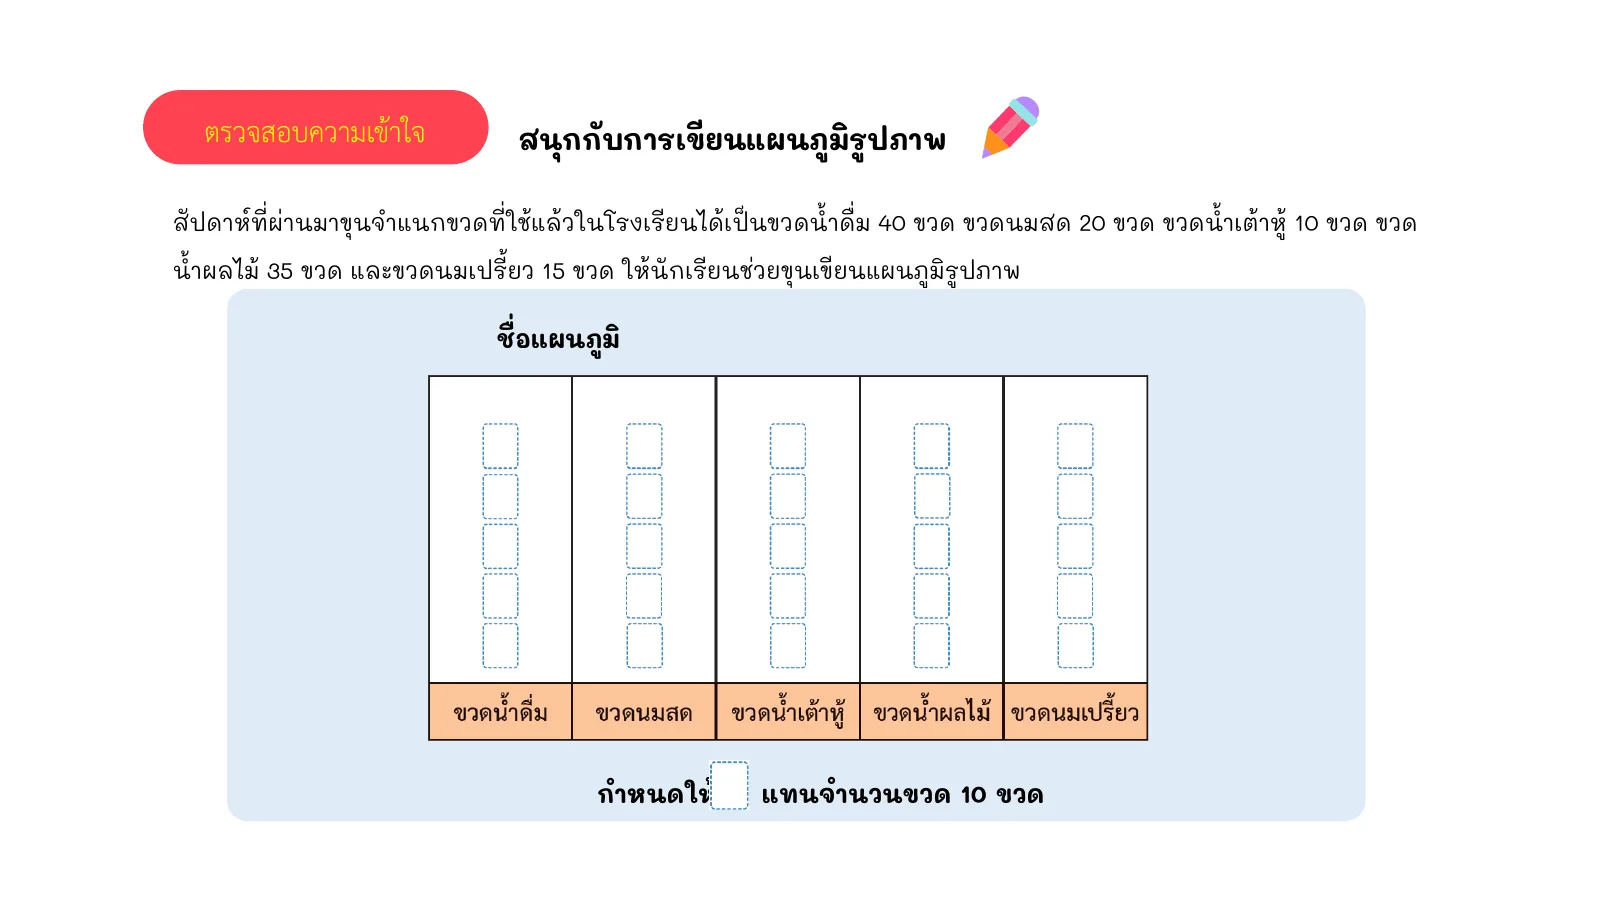 ตรวจสอบความเข้าใจ
สนุกกับการเขียนแผนภูมิรูปภาพ
สัปดาห์ที่ผ่านมาขุนจำแนกขวดที่ใช้แล้วในโรงเรียนได้เป็นขวดน้ำดื่ม 40 ขวด ขวดนมสด 20 ขวด ขวดน้ำเต้าหู้ 10 ขวด ขวด
น้ำผลไม้ 35 ขวด และขวดนมเปรี้ยว 15 ขวด ให้นักเรียนช่วยขุนเขียนแผนภูมิรูปภาพ
ชื่อแผนภูมิ
ขวดน้ำดื่ม ขวดนมสด ขวดน้ำเต้าหู้ ขวดน้ำผลไม้ ขวดนมเปรี้ยว
กำหนดให้ แทนจำนวนขวด 10 ขวด